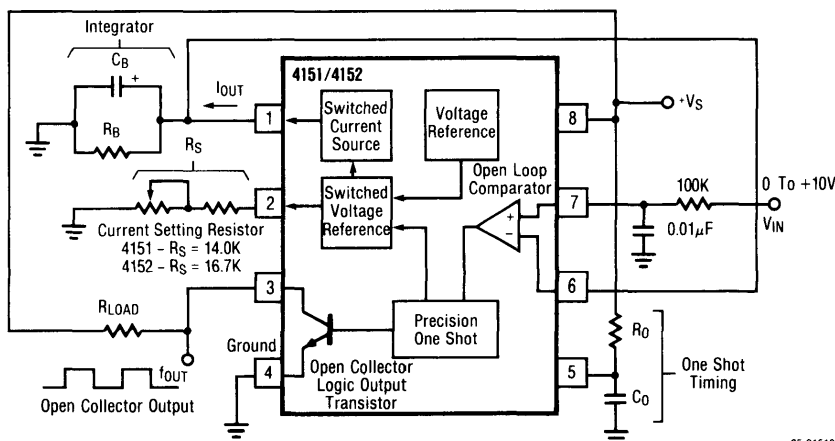 Integrator
C_B
+
I_OUT
R_B
R_S
Current Setting Resistor
4151 – R_S = 14.0K
4152 – R_S = 16.7K
R_LOAD
f_OUT
Open Collector Output
4151/4152
1
2
3
Ground
4
Switched
Current
Source
Voltage
Reference
Switched
Voltage
Reference
Open Loop
Comparator
+
−
Precision
One Shot
Open Collector
Logic Output
Transistor
8
7
6
5
+V_S
100K
0 To +10V
V_IN
0.01µF
R_O
C_O
One Shot
Timing